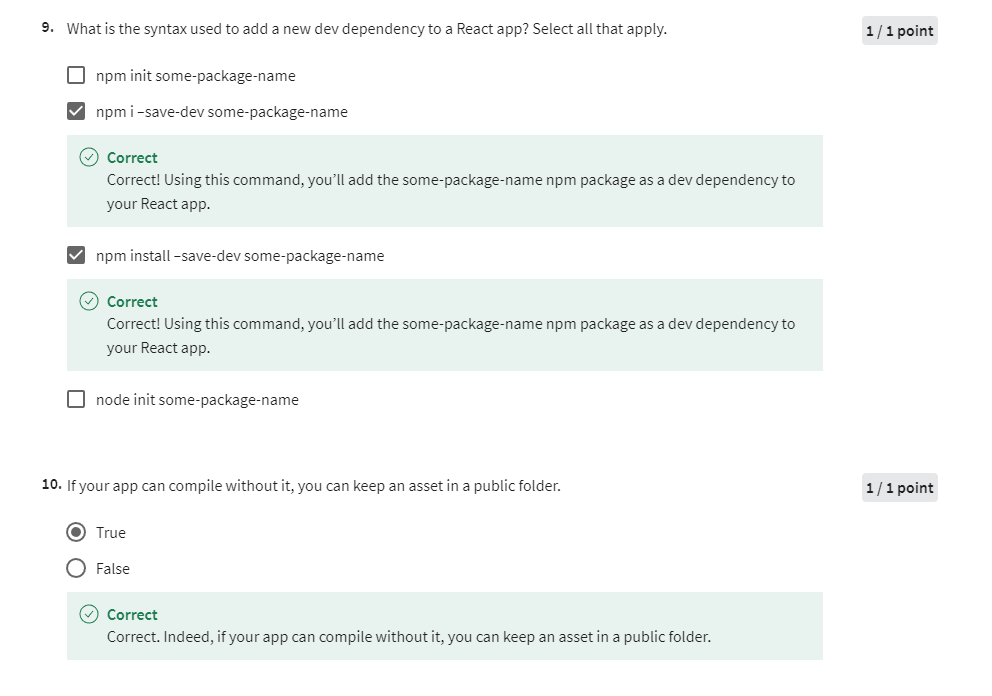 9. What is the syntax used to add a new dev dependency to a React app? Select all that apply.
1 / 1 point
npm init some-package-name
npm i –save-dev some-package-name
Correct
Correct! Using this command, you’ll add the some-package-name npm package as a dev dependency to
your React app.
npm install –save-dev some-package-name
Correct
Correct! Using this command, you’ll add the some-package-name npm package as a dev dependency to
your React app.
node init some-package-name
10. If your app can compile without it, you can keep an asset in a public folder.
1 / 1 point
True
False
Correct
Correct. Indeed, if your app can compile without it, you can keep an asset in a public folder.